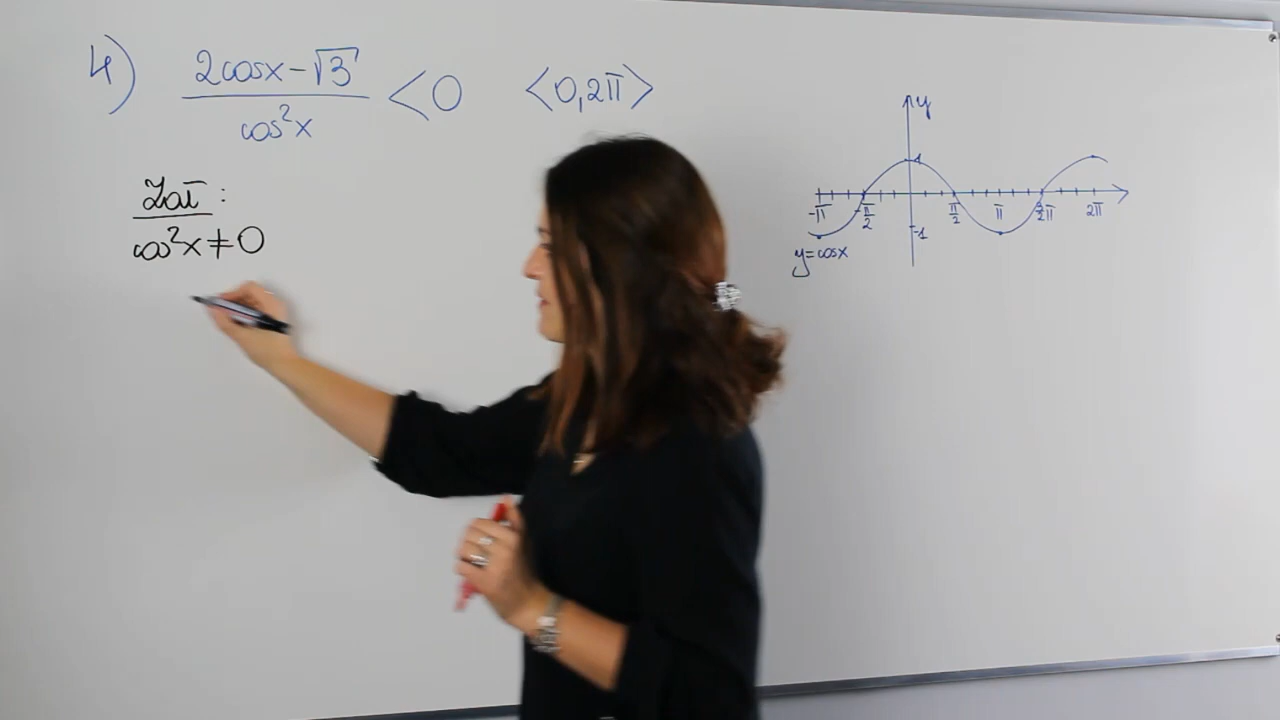 4) (2cosx-√3)/(cos²x) < 0 <0,2π>
Zał:
cos²x≠0
y
1
-π -π/2 π/2 π 3/2π 2π
-1
y=cosx